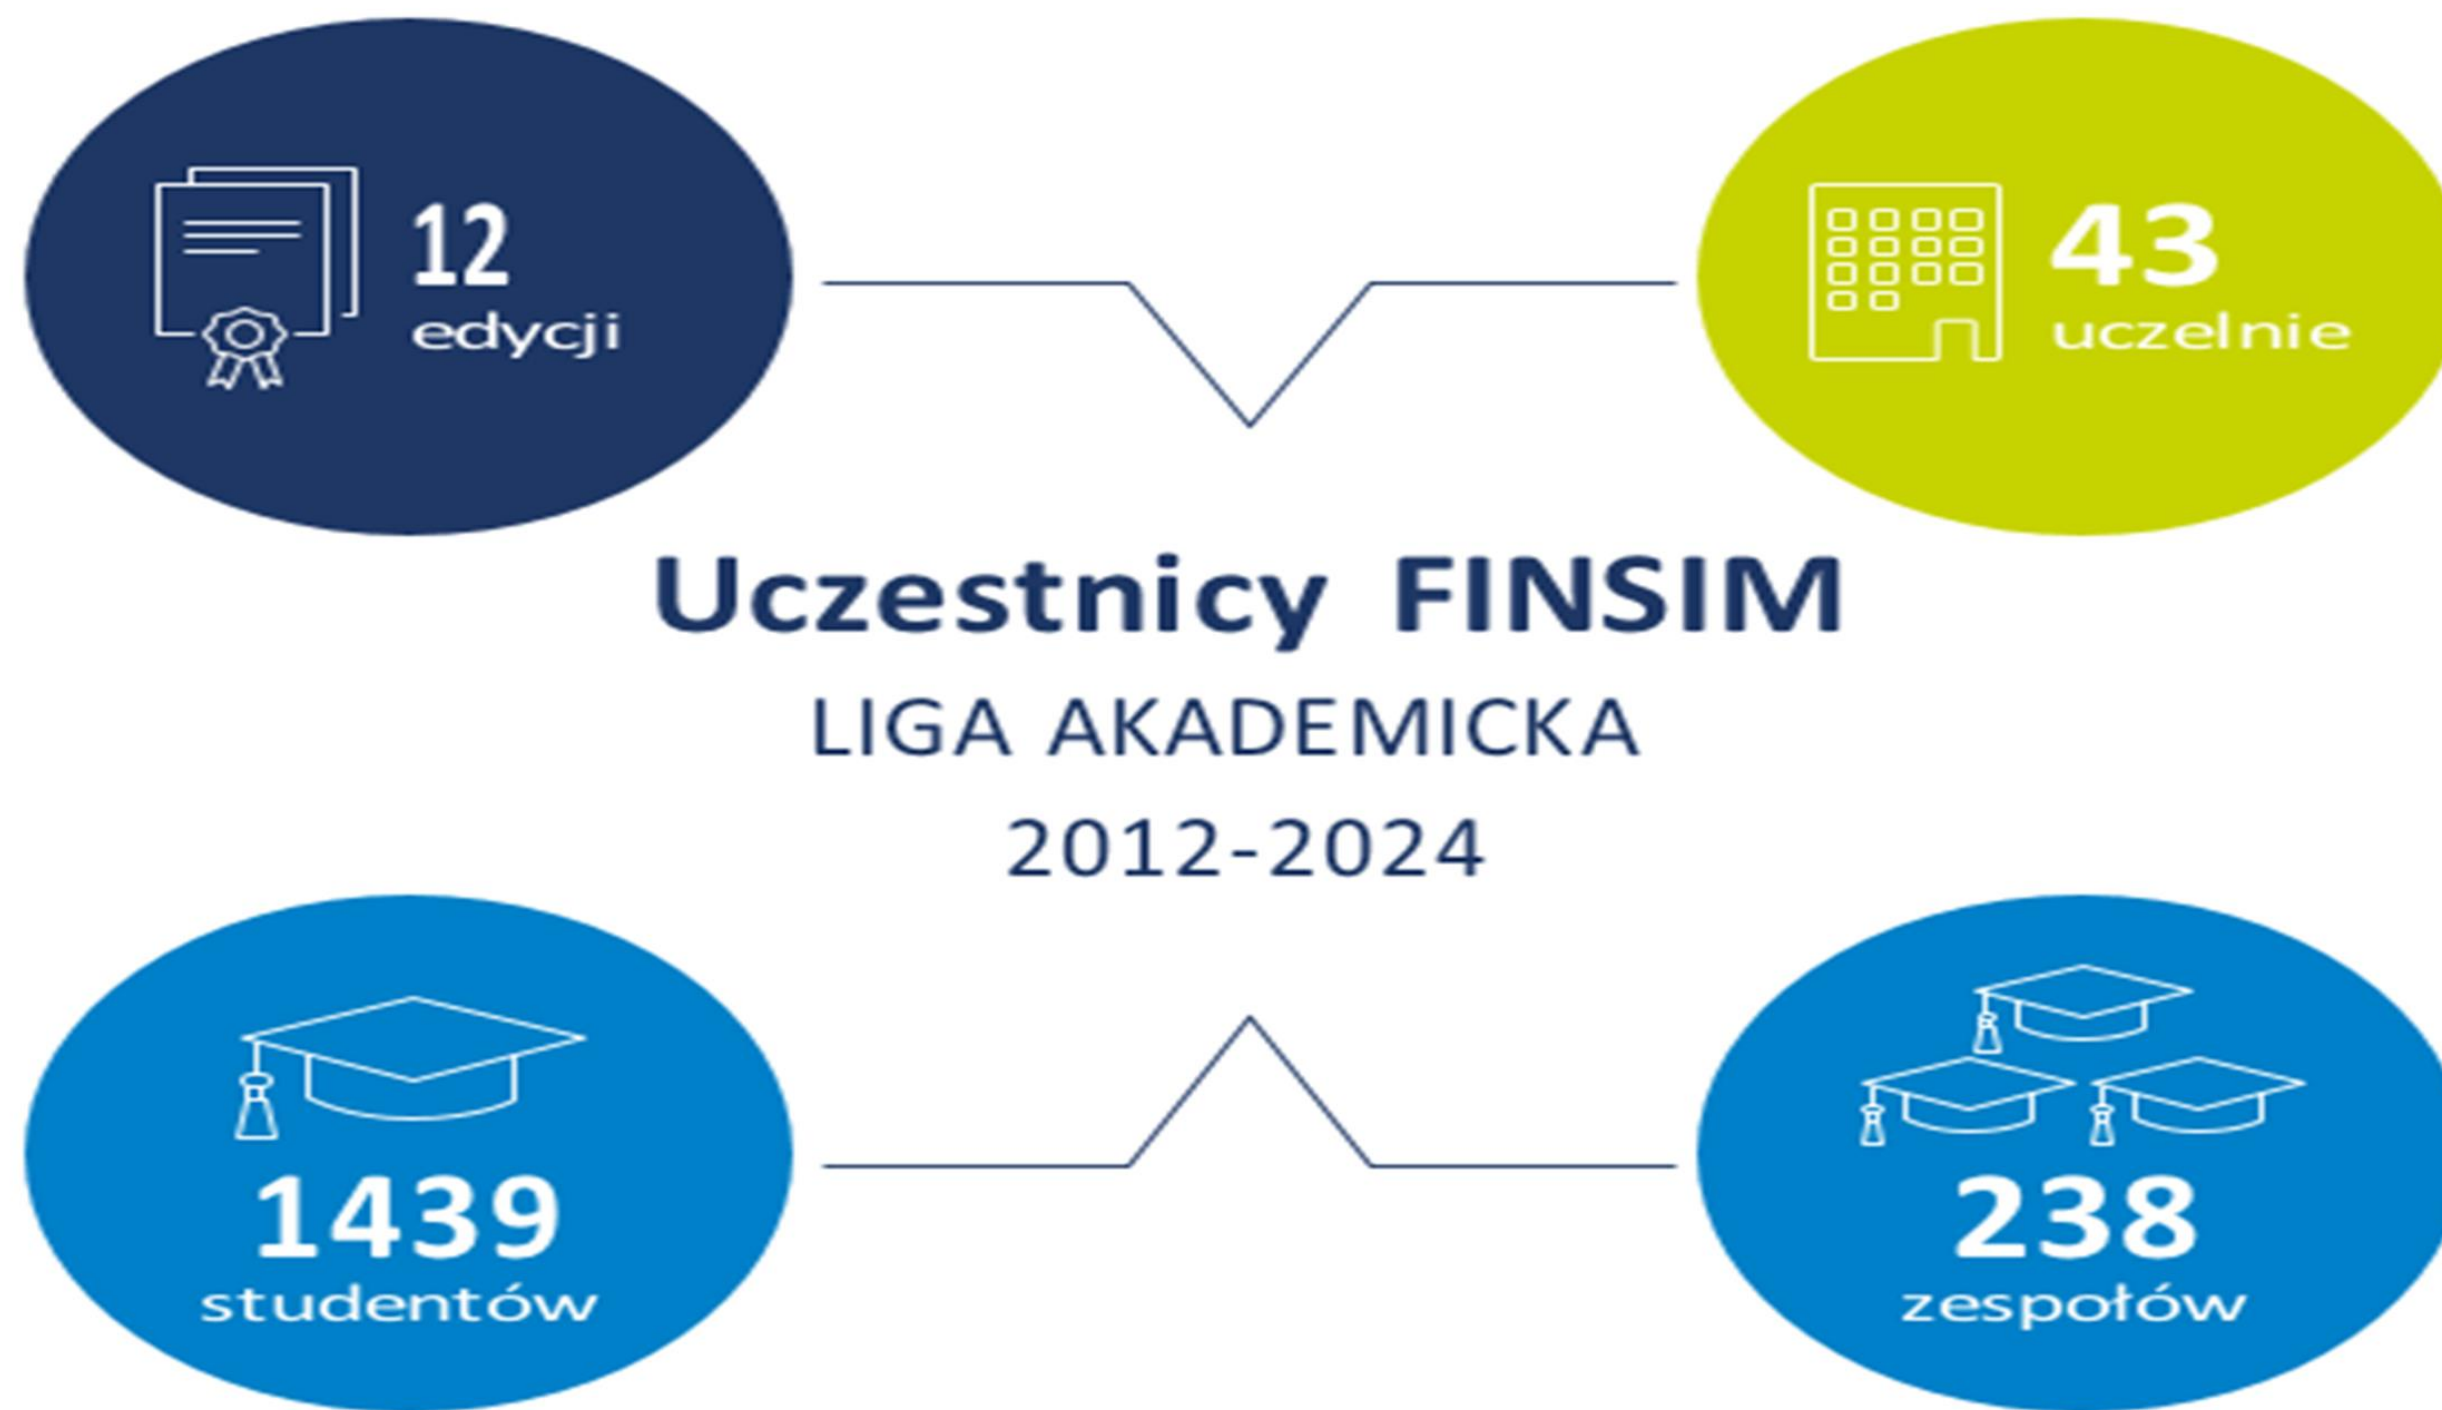 12
edycji
43
uczelnie
Uczestnicy FINSIM
LIGA AKADEMICKA
2012-2024
1439
studentów
238
zespołów